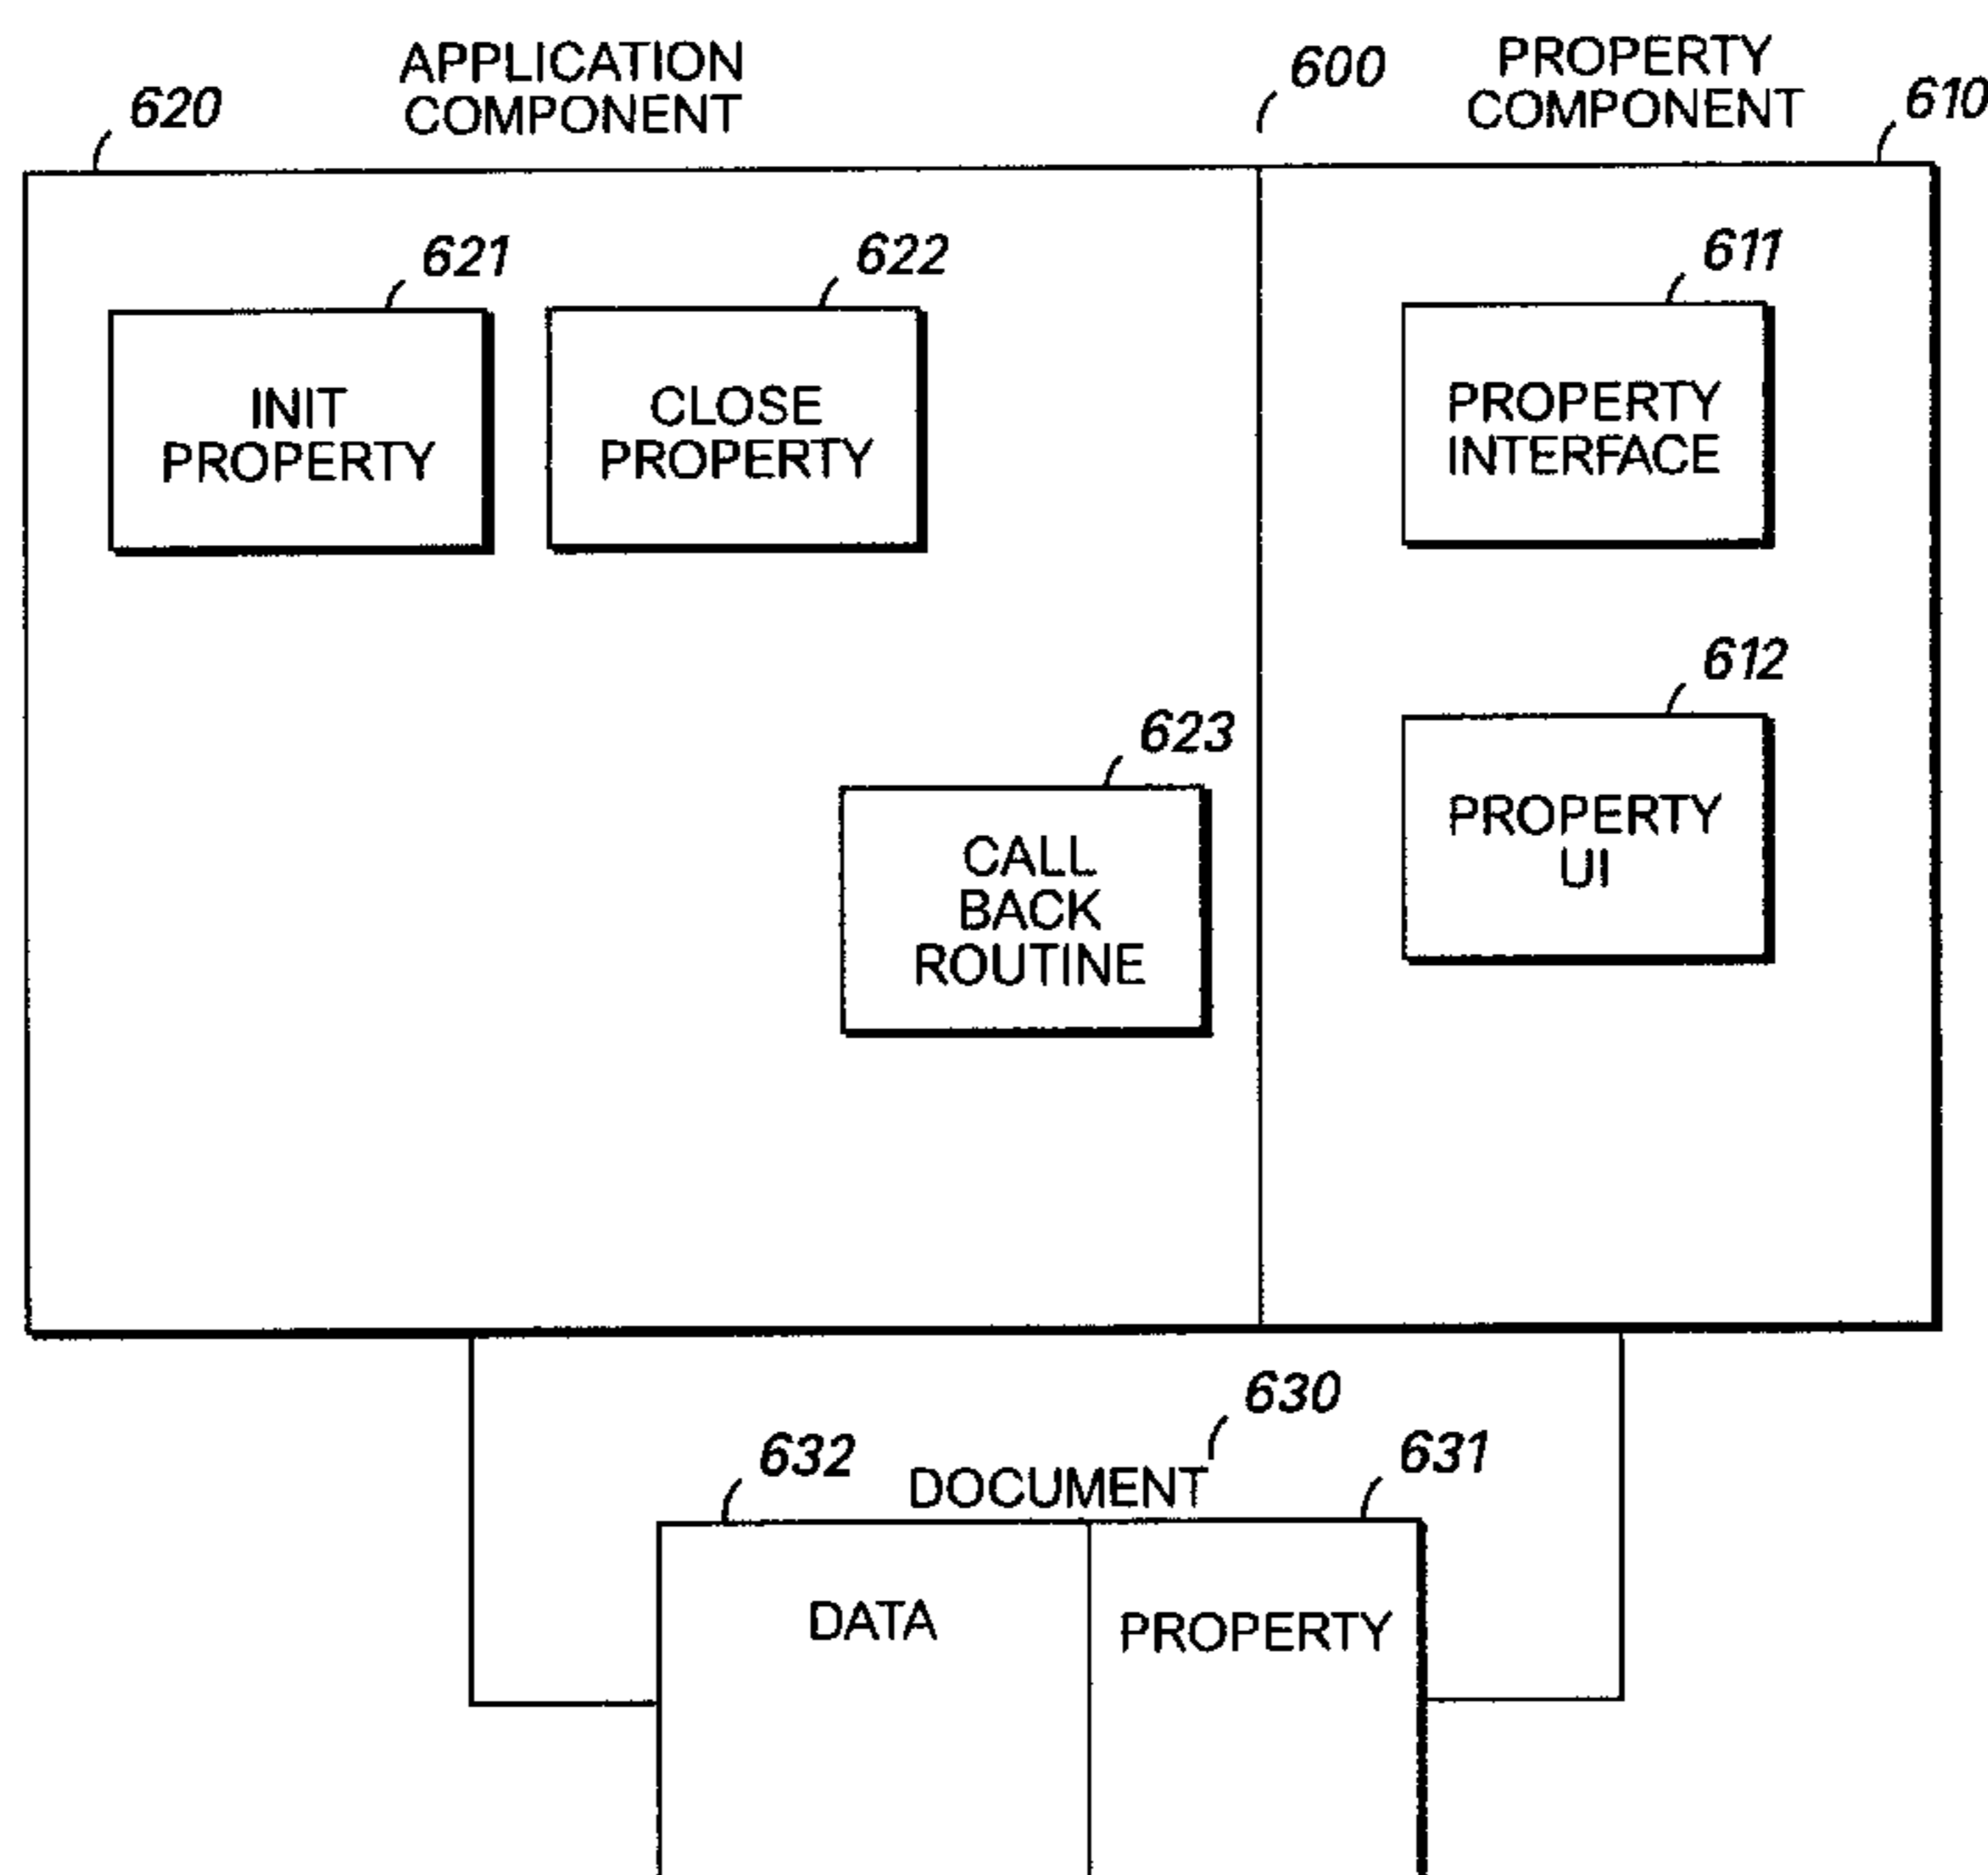 APPLICATION
COMPONENT
600
PROPERTY
COMPONENT
620
610
621
622
611
INIT
PROPERTY
CLOSE
PROPERTY
PROPERTY
INTERFACE
623
612
CALL
BACK
ROUTINE
PROPERTY
UI
630
632
DOCUMENT
631
DATA
PROPERTY